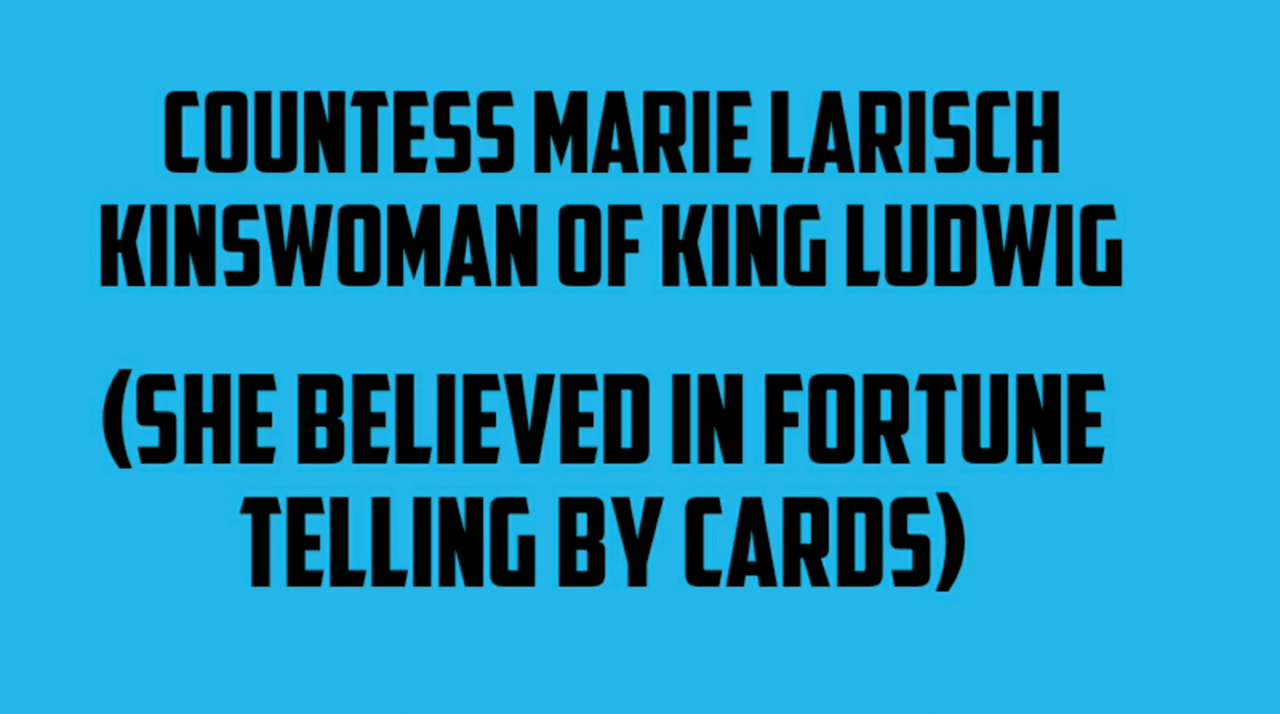 COUNTESS MARIE LARISCH
KINSWOMAN OF KING LUDWIG
(SHE BELIEVED IN FORTUNE
TELLING BY CARDS)